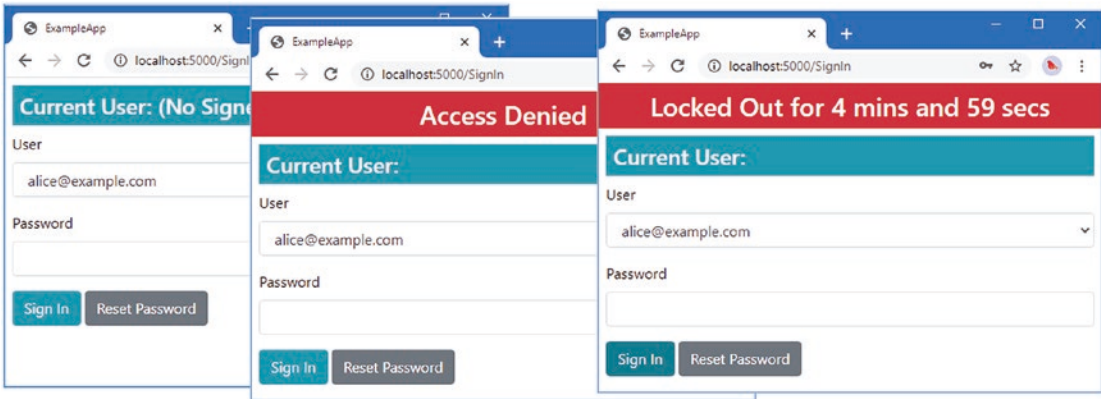 ExampleApp
localhost:5000/SignI
Current User: (No Signe
User
alice@example.com
Password
Sign In Reset Password
ExampleApp
localhost:5000/SignIn
Access Denied
Current User:
User
alice@example.com
Password
Sign In Reset Password
ExampleApp
localhost:5000/SignIn
Locked Out for 4 mins and 59 secs
Current User:
User
alice@example.com
Password
Sign In Reset Password